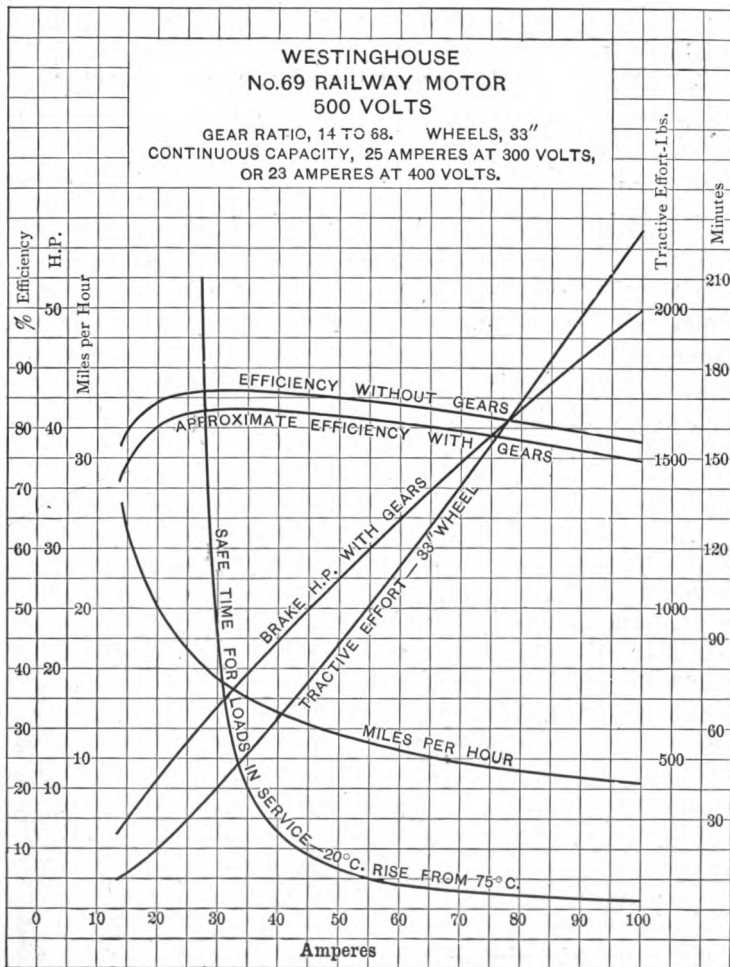 WESTINGHOUSE
No.69 RAILWAY MOTOR
500 VOLTS
GEAR RATIO, 14 TO 68. WHEELS, 33″
CONTINUOUS CAPACITY, 25 AMPERES AT 300 VOLTS,
OR 23 AMPERES AT 400 VOLTS.
% Efficiency
H.P.
Miles per Hour
Tractive Effort-Lbs.
Minutes
210
50
2000
90
180
EFFICIENCY WITHOUT GEARS
80
40
APPROXIMATE EFFICIENCY WITH GEARS
30
1500
150
70
60
30
120
SAFE TIME FOR LOADS IN SERVICE—20°C. RISE FROM 75°C.
BRAKE H.P. WITH GEARS
TRACTIVE EFFORT—33″WHEEL
50
20
1000
90
40
20
30
60
MILES PER HOUR
10
500
20
10
10
30
0 10 20 30 40 50 60 70 80 90 100
Amperes